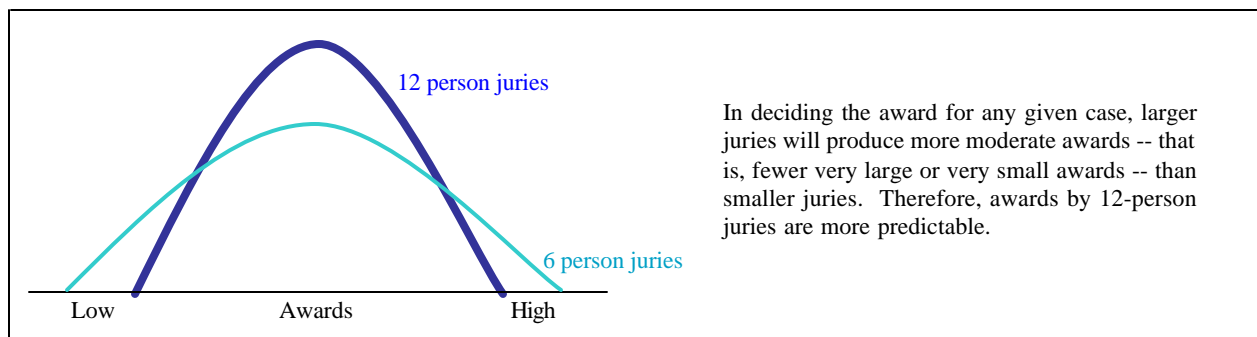 12 person juries
6 person juries
Low
Awards
High
In deciding the award for any given case, larger
juries will produce more moderate awards -- that
is, fewer very large or very small awards -- than
smaller juries.  Therefore, awards by 12-person
juries are more predictable.